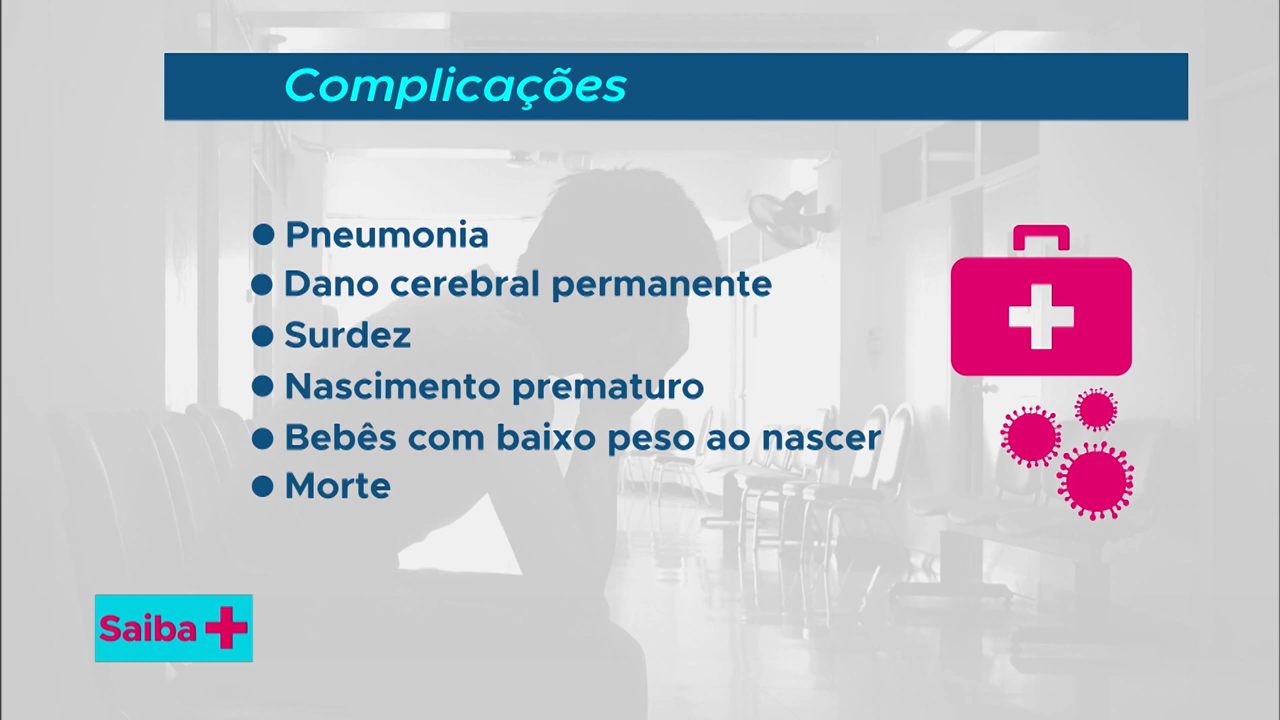 Complicações
Pneumonia
Dano cerebral permanente
Surdez
Nascimento prematuro
Bebês com baixo peso ao nascer
Morte
Saiba +